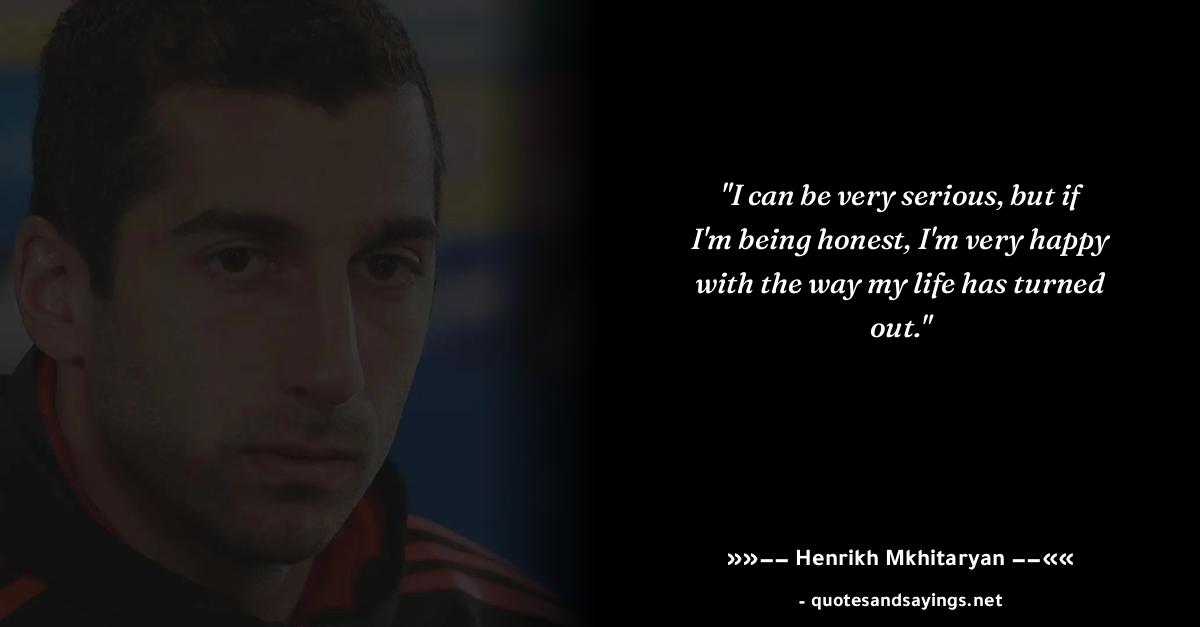 "I can be very serious, but if
I'm being honest, I'm very happy
with the way my life has turned
out."
»»−− Henrikh Mkhitaryan −−««
- quotesandsayings.net